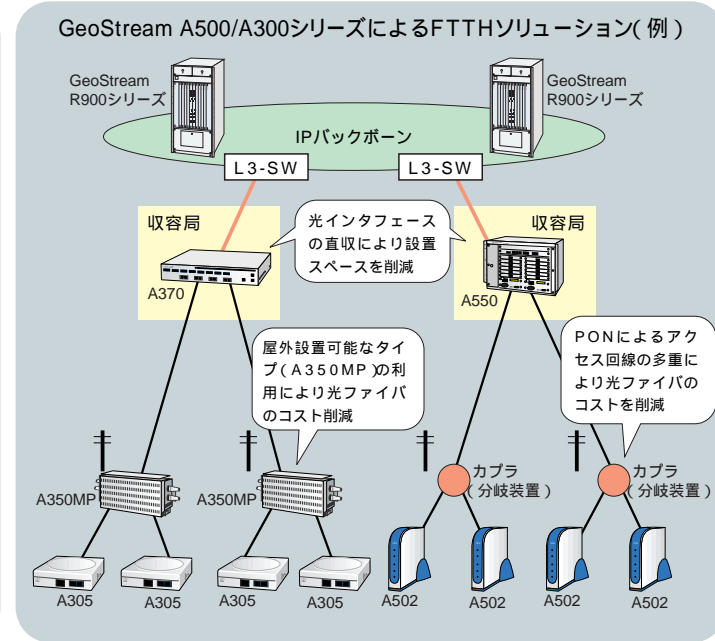 GeoStream A500/A300シリーズによるFTTHソリューション(例)
GeoStream
R900シリーズ
GeoStream
R900シリーズ
IPバックボーン
L3-SW
L3-SW
収容局
光インタフェース
の直収により設置
スペースを削減
収容局
A370
A550
屋外設置可能なタイ
プ(A350MP)の利
用により光ファイバ
のコスト削減
PONによるアク
セス回線の多重に
より光ファイバの
コストを削減
A350MP
A350MP
カプラ
(分岐装置)
カプラ
(分岐装置)
A305
A305
A305
A305
A502
A502
A502
A502